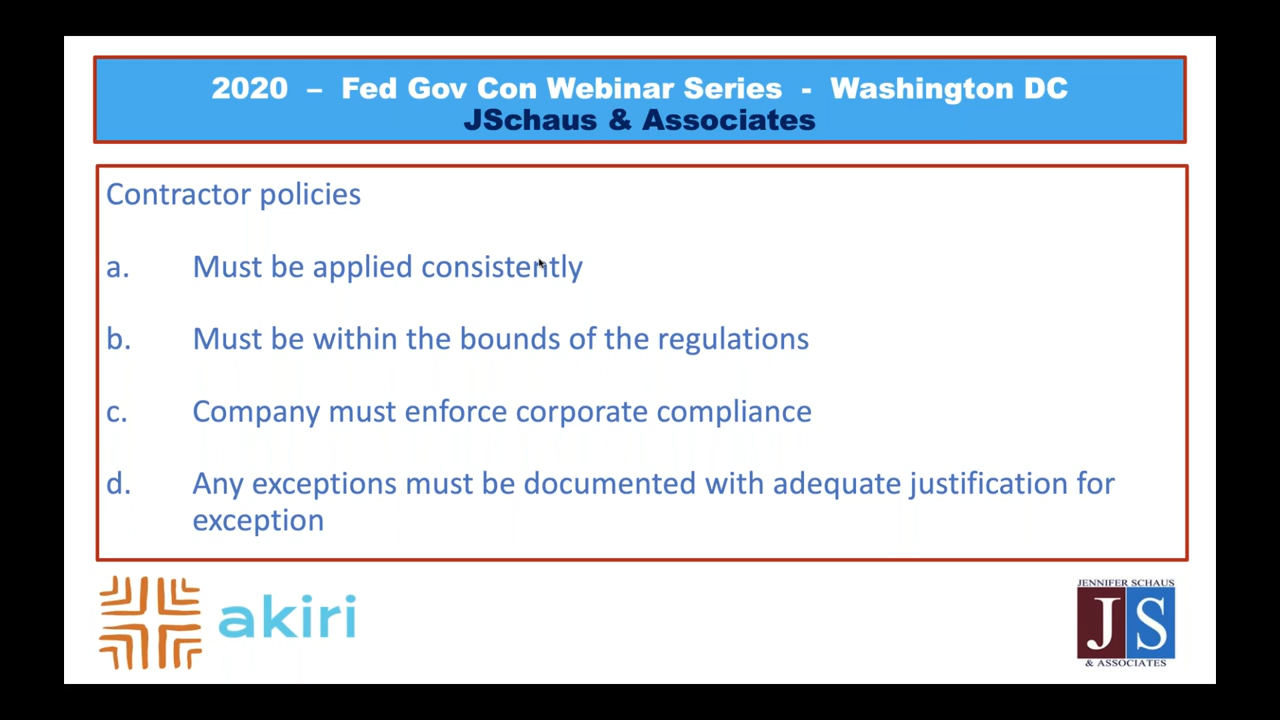 2020 – Fed Gov Con Webinar Series - Washington DC
JSchaus & Associates
Contractor policies
a. Must be applied consistently
b. Must be within the bounds of the regulations
c. Company must enforce corporate compliance
d. Any exceptions must be documented with adequate justification for
exception
akiri
JENNIFER SCHAUS
JS
& ASSOCIATES